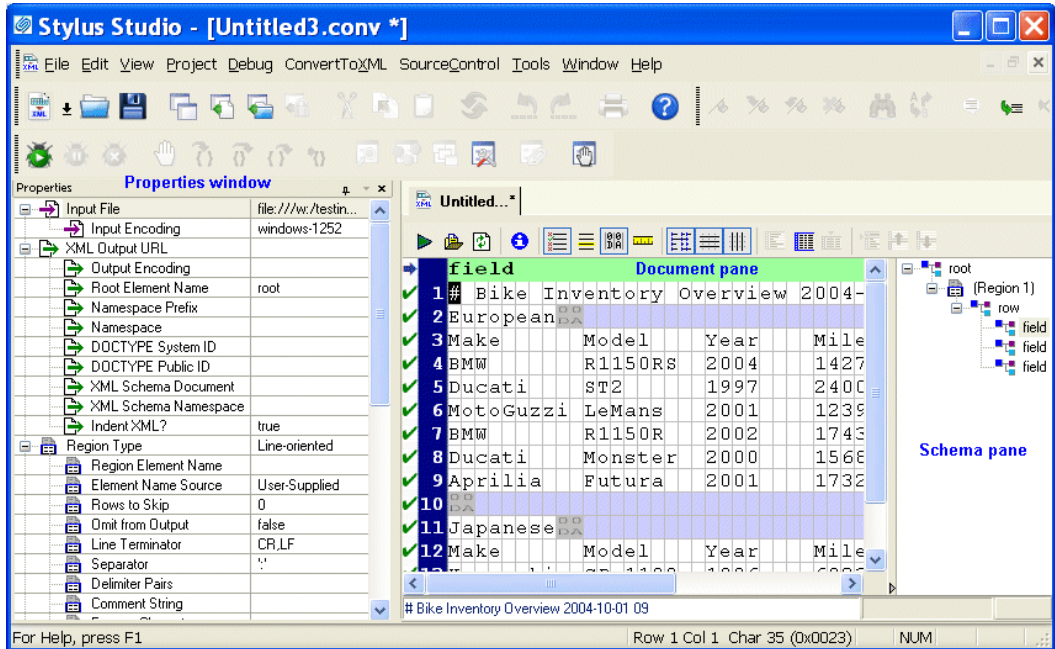 Stylus Studio - [Untitled3.conv *]
File Edit View Project Debug ConvertToXML SourceControl Tools Window Help
Properties
Properties window
Input File file:///w:/testin...
Input Encoding windows-1252
XML Output URL
Output Encoding
Root Element Name root
Namespace Prefix
Namespace
DOCTYPE System ID
DOCTYPE Public ID
XML Schema Document
XML Schema Namespace
Indent XML? true
Region Type Line-oriented
Region Element Name
Element Name Source User-Supplied
Rows to Skip 0
Omit from Output false
Line Terminator CR,LF
Separator
Delimiter Pairs
Comment String
Untitled...*
field Document pane
1 # Bike Inventory Overview 2004-
2 European
3 Make Model Year Mile
4 BMW R1150RS 2004 1427
5 Ducati ST2 1997 2400
6 MotoGuzzi LeMans 2001 1239
7 BMW R1150R 2002 1743
8 Ducati Monster 2000 1568
9 Aprilia Futura 2001 1732
10
11 Japanese
12 Make Model Year Mile
# Bike Inventory Overview 2004-10-01 09
root
(Region 1)
row
field
field
field
Schema pane
For Help, press F1
Row 1 Col 1 Char 35 (0x0023)
NUM